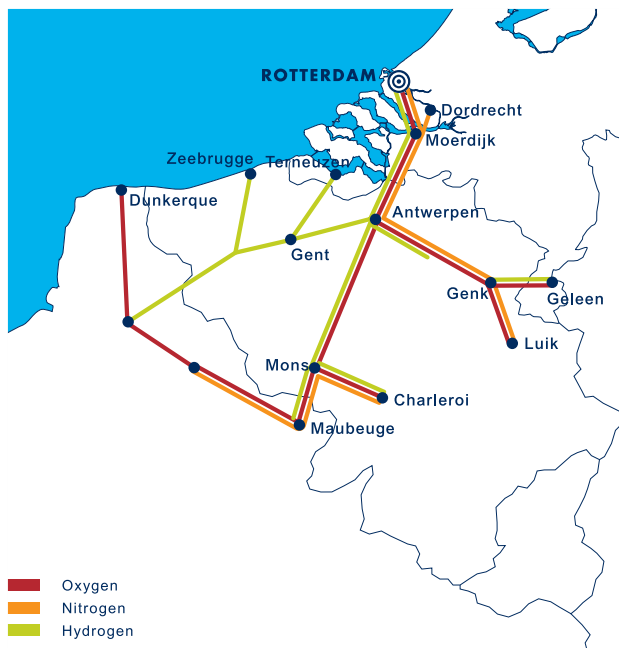 ROTTERDAM
Dordrecht
Moerdijk
Zeebrugge
Terneuzen
Dunkerque
Antwerpen
Gent
Genk
Geleen
Luik
Mons
Charleroi
Maubeuge
Oxygen
Nitrogen
Hydrogen